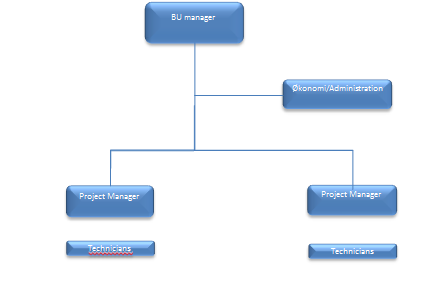 BU manager
Økonomi/Administration
Project Manager
Project Manager
Technicians
Technicians